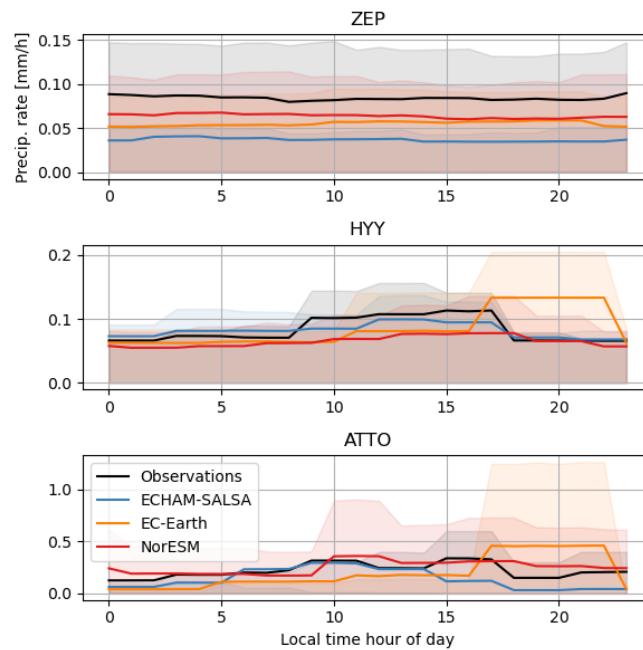 ZEP
Precip. rate [mm/h]
0.15
0.10
0.05
0.00
0 5 10 15 20
HYY
0.2
0.1
0.0
0 5 10 15 20
ATTO
1.0
0.5
0.0
Observations
ECHAM-SALSA
EC-Earth
NorESM
0 5 10 15 20
Local time hour of day